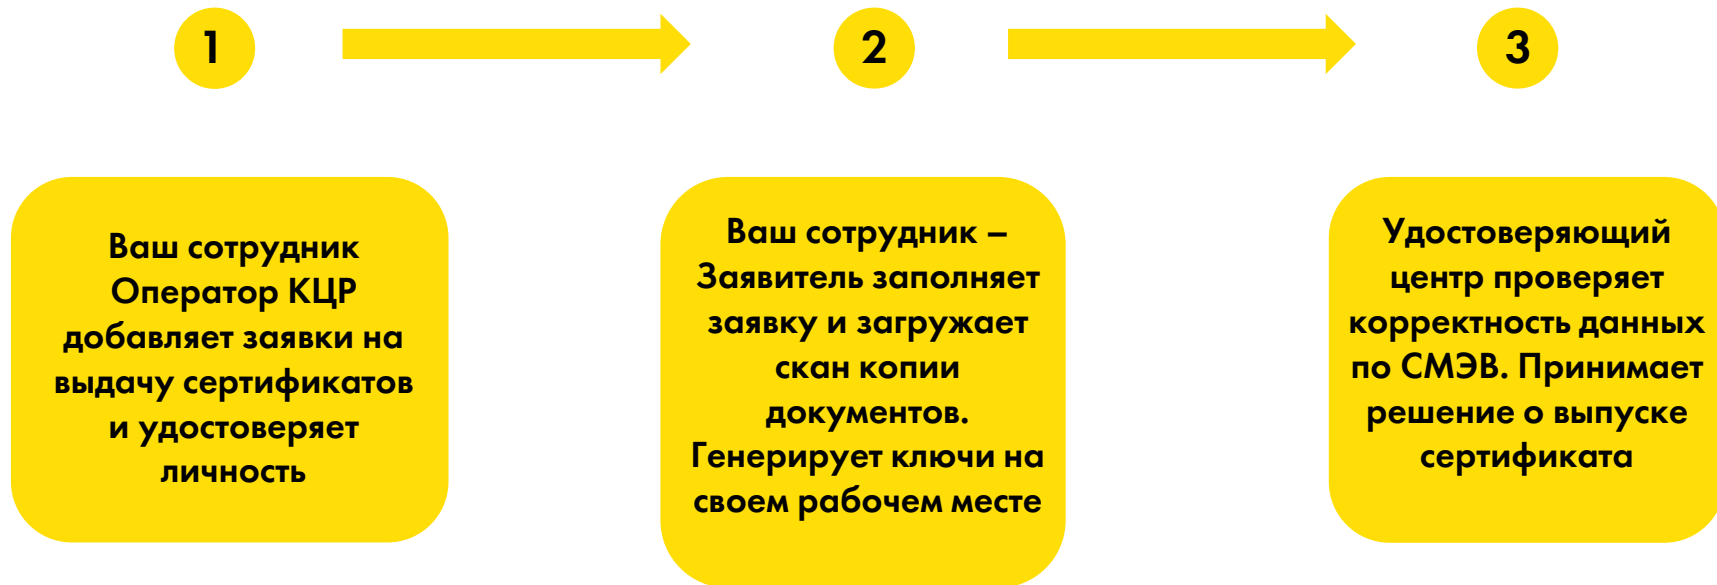 1
2
3
Ваш сотрудник
Оператор КЦР
добавляет заявки на
выдачу сертификатов
и удостоверяет
личность
Ваш сотрудник –
Заявитель заполняет
заявку и загружает
скан копии
документов.
Генерирует ключи на
своем рабочем месте
Удостоверяющий
центр проверяет
корректность данных
по СМЭВ. Принимает
решение о выпуске
сертификата